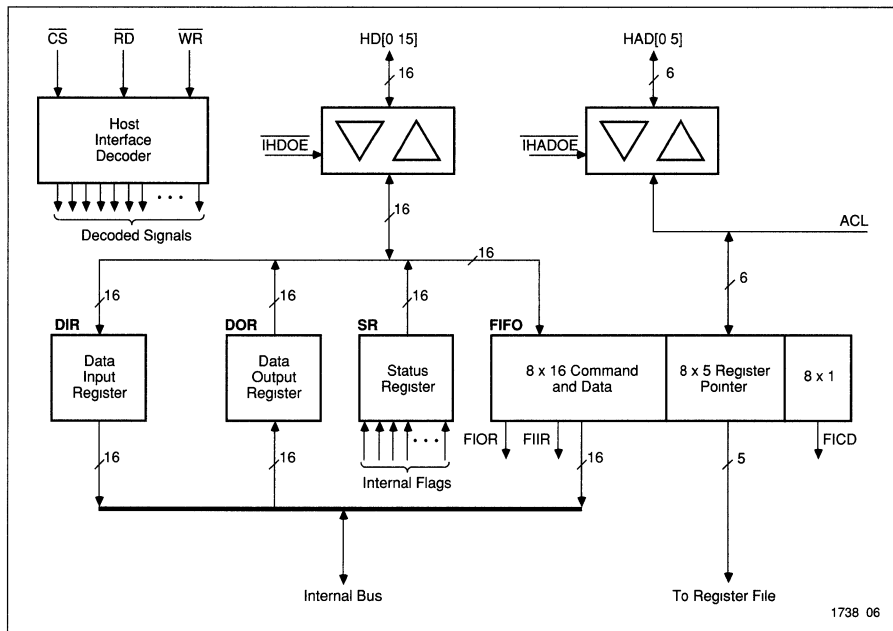 CS RD WR HD[0 15] HAD[0 5]
16 6
Host
Interface
Decoder
IHDOE IHADOE
Decoded Signals
16
ACL
16
6
16 16 16
DIR DOR SR FIFO
Data
Input
Register
Data
Output
Register
Status
Register
8 x 16 Command
and Data
8 x 5 Register
Pointer
8 x 1
FIOR FIIR FICD
16 16 16 5
Internal Flags
Internal Bus To Register File
1738 06